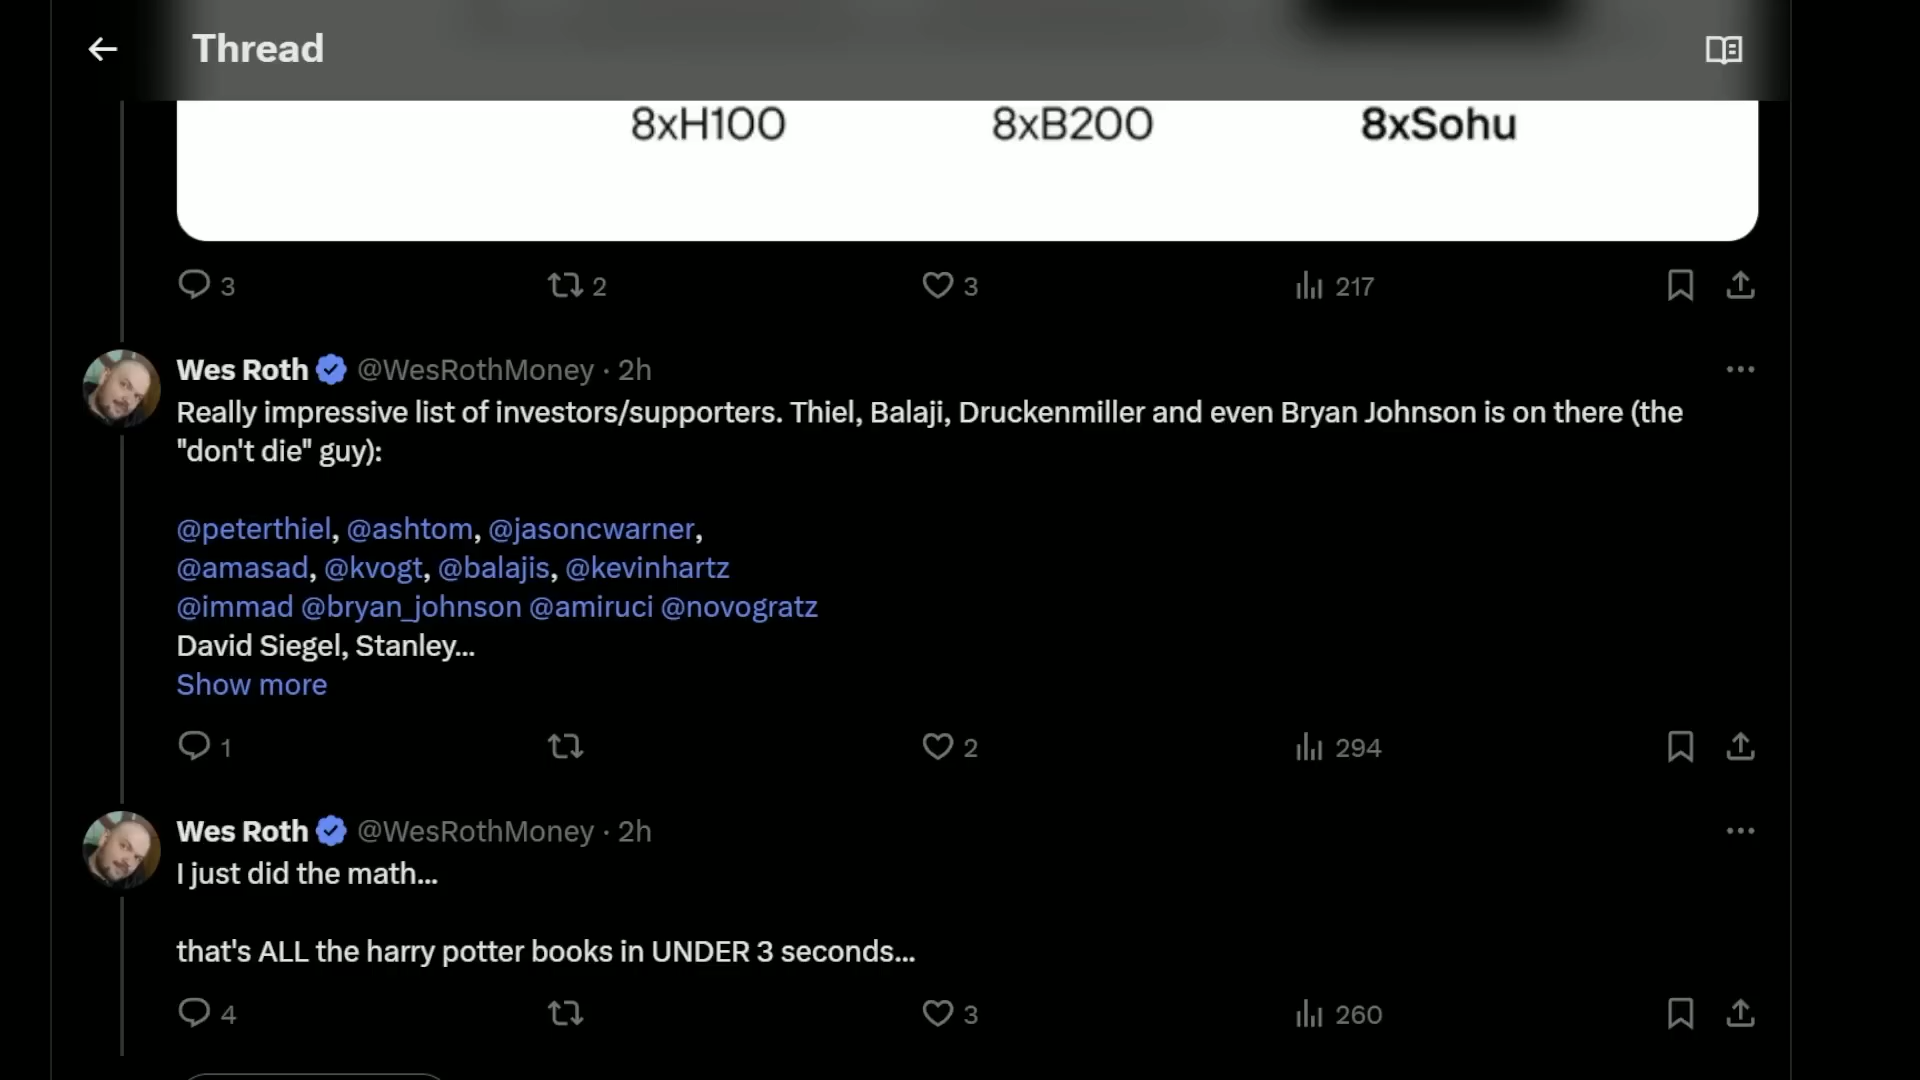 Thread
8xH100 8xB200 8xSohu
3 2 3 217
Wes Roth @WesRothMoney · 2h
Really impressive list of investors/supporters. Thiel, Balaji, Druckenmiller and even Bryan Johnson is on there (the
"don't die" guy):
@peterthiel, @ashtom, @jasoncwarner,
@amasad, @kvogt, @balajis, @kevinhartz
@immad @bryan_johnson @amiruci @novogratz
David Siegel, Stanley...
Show more
1 2 294
Wes Roth @WesRothMoney · 2h
I just did the math...
that's ALL the harry potter books in UNDER 3 seconds...
4 3 260